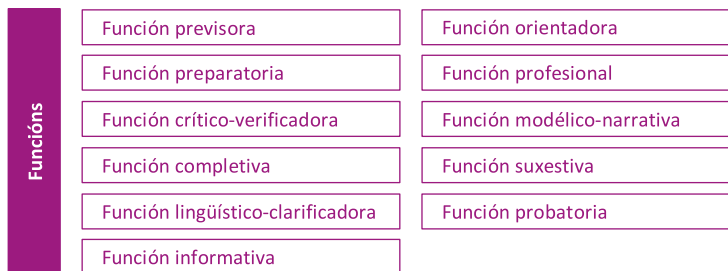 Funcións
Función previsora
Función preparatoria
Función crítico-verificadora
Función completiva
Función lingüístico-clarificadora
Función informativa
Función orientadora
Función profesional
Función modélico-narrativa
Función suxestiva
Función probatoria